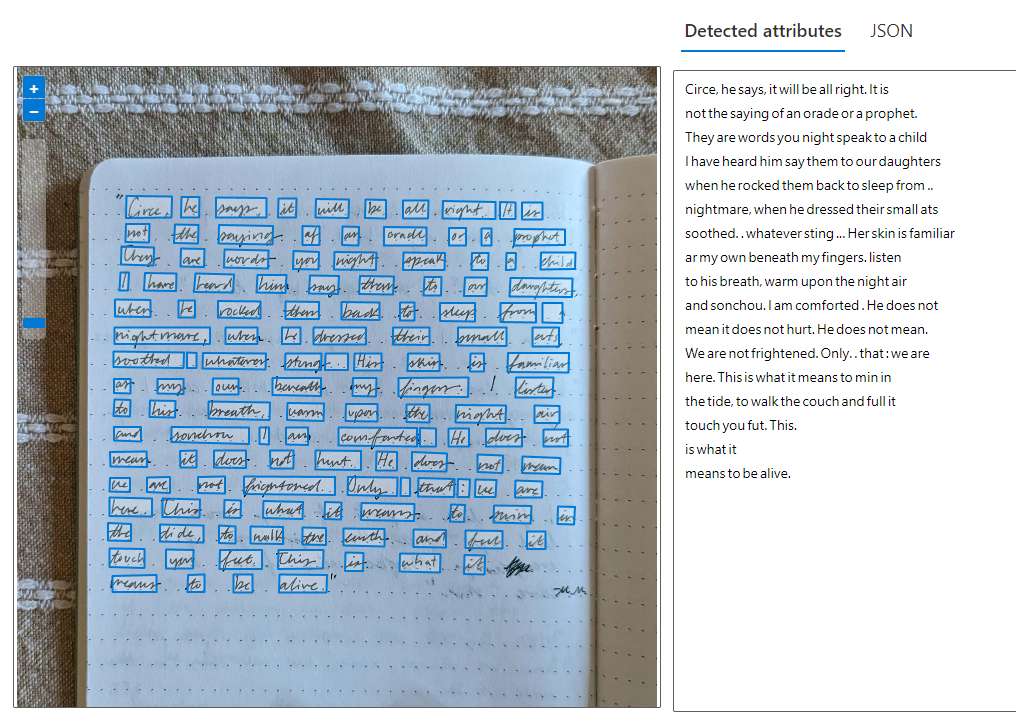 Detected attributes JSON
+
−
"Circe, he says, it will be all right. It is
not the saying of an oracle or a prophet.
They are words you might speak to a child.
I have heard him say them to our daughters,
when he rocked them back to sleep from a
nightmare, when he dressed their small cuts,
soothed whatever stung. His skin is familiar
as my own beneath my fingers. I listen
to his breath, warm upon the night air,
and somehow I am comforted. He does not
mean it does not hurt. He does not mean
we are not frightened. Only that: we are
here. This is what it means to swim in
the tide, to walk the earth and feel it
touch your feet. This is what it
means to be alive."
Circe, he says, it will be all right. It is
not the saying of an orade or a prophet.
They are words you night speak to a child
I have heard him say them to our daughters
when he rocked them back to sleep from ..
nightmare, when he dressed their small ats
soothed. . whatever sting ... Her skin is familiar
ar my own beneath my fingers. listen
to his breath, warm upon the night air
and sonchou. I am comforted . He does not
mean it does not hurt. He does not mean.
We are not frightened. Only. . that : we are
here. This is what it means to min in
the tide, to walk the couch and full it
touch you fut. This.
is what it
means to be alive.